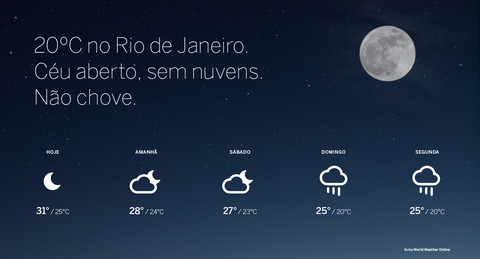 20ºC no Rio de Janeiro.
Céu aberto, sem nuvens.
Não chove.
HOJE AMANHÃ SÁBADO DOMINGO SEGUNDA
31° / 25°C 28° / 24°C 27° / 23°C 25° / 20°C 25° / 20°C
fonte World Weather Online